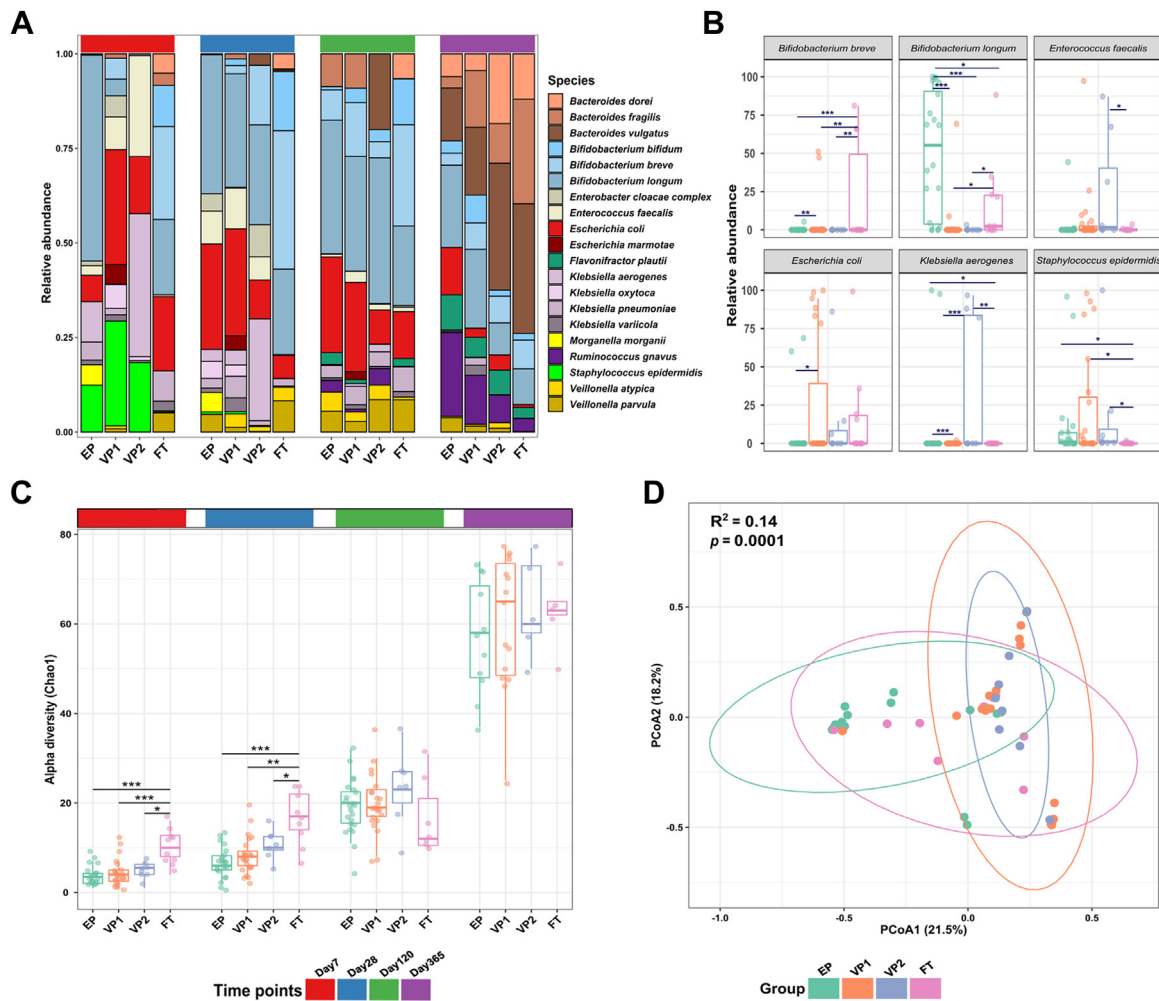 A
1.00
0.75
0.50
0.25
0.00
Relative abundance
EP VP1 VP2 FT EP VP1 VP2 FT EP VP1 VP2 FT EP VP1 VP2 FT
Species
Bacteroides dorei
Bacteroides fragilis
Bacteroides vulgatus
Bifidobacterium bifidum
Bifidobacterium breve
Bifidobacterium longum
Enterobacter cloacae complex
Enterococcus faecalis
Escherichia coli
Escherichia marmotae
Flavonifractor plautii
Klebsiella aerogenes
Klebsiella oxytoca
Klebsiella pneumoniae
Klebsiella variicola
Morganella morganii
Ruminococcus gnavus
Staphylococcus epidermidis
Veillonella atypica
Veillonella parvula
B
Bifidobacterium breve Bifidobacterium longum Enterococcus faecalis
100
75
50
25
0
*** ** ** **
* *** *** * *
*
Relative abundance
Escherichia coli Klebsiella aerogenes Staphylococcus epidermidis
100
75
50
25
0
*
* *** ** ***
* * *
C
80
60
40
20
0
Alpha diversity (Chao1)
*** *** *
*** ** *
EP VP1 VP2 FT EP VP1 VP2 FT EP VP1 VP2 FT EP VP1 VP2 FT
Time points
Day7 Day28 Day120 Day365
D
R2 = 0.14
p = 0.0001
0.5
0.0
-0.5
PCoA2 (18.2%)
-1.0 -0.5 0.0 0.5
PCoA1 (21.5%)
Group
EP VP1 VP2 FT